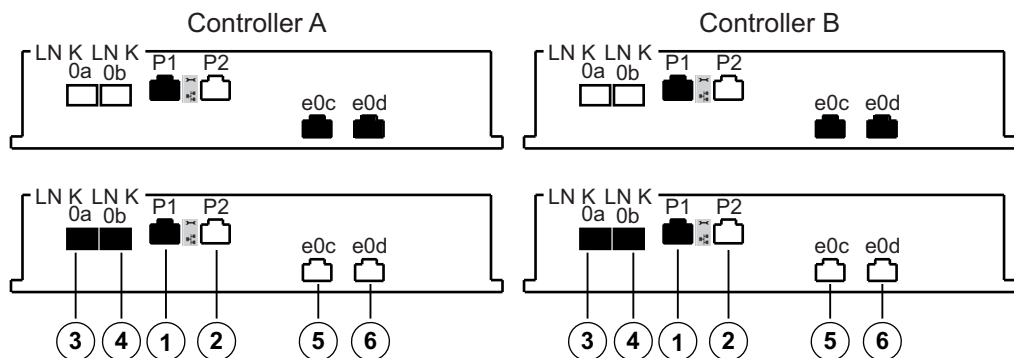 Controller A Controller B
LN K LN K LN K LN K
0a 0b P1 P2 0a 0b P1 P2
e0c e0d e0c e0d
LN K LN K LN K LN K
0a 0b P1 P2 0a 0b P1 P2
e0c e0d e0c e0d
3 4 1 2 5 6 3 4 1 2 5 6